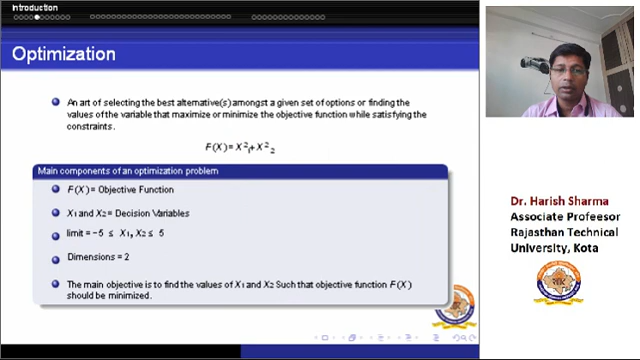 Introduction
Optimization
An art of selecting the best alternative(s) amongst a given set of options or finding the
values of the variable that maximize or minimize the objective function while satisfying the
constraints.
F(X)= X²₁+ X²₂
Main components of an optimization problem
F(X)= Objective Function
X1 and X2 = Decision Variables
limit = −5 ≤ X1, X2 ≤ 5
Dimensions = 2
The main objective is to find the values of X1 and X2 Such that objective function F(X)
should be minimized.
Dr. Harish Sharma
Associate Profeesor
Rajasthan Technical
University, Kota